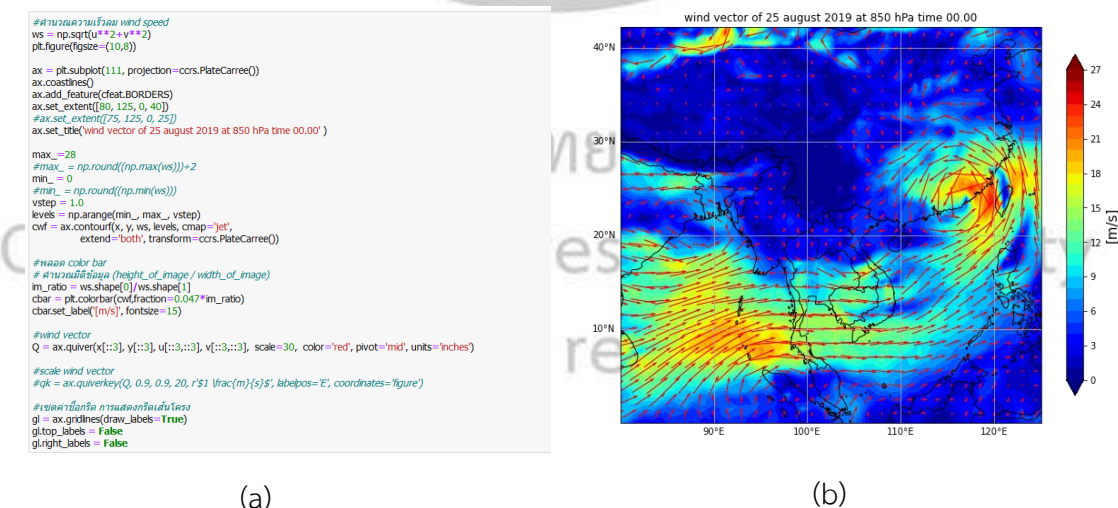 #คำนวณความเร็วลม wind speed
ws = np.sqrt(u**2+v**2)
plt.figure(figsize=(10,8))
ax = plt.subplot(111, projection=ccrs.PlateCarree())
ax.coastlines()
ax.add_feature(cfeat.BORDERS)
ax.set_extent([80, 125, 0, 40])
#ax.set_extent([75, 125, 0, 25])
ax.set_title('wind vector of 25 august 2019 at 850 hPa time 00.00' )
max_=28
#max_ = np.round((np.max(ws)))+2
min_ = 0
#min_ = np.round((np.min(ws)))
vstep = 1.0
levels = np.arange(min_, max_, vstep)
cwf = ax.contourf(x, y, ws, levels, cmap='jet',
extend='both', transform=ccrs.PlateCarree())
#พลอต color bar
# คำนวณมิติข้อมูล (height_of_image / width_of_image)
im_ratio = ws.shape[0]/ws.shape[1]
cbar = plt.colorbar(cwf,fraction=0.047*im_ratio)
cbar.set_label('[m/s]', fontsize=15)
#wind vector
Q = ax.quiver(x[::3], y[::3], u[::3,::3], v[::3,::3], scale=30, color='red', pivot='mid', units='inches')
#scale wind vector
#qk = ax.quiverkey(Q, 0.9, 0.9, 20, r'$1 \frac{m}{s}$', labelpos='E', coordinates='figure')
#เซตค่าชื่อกริด การแสดงกริดเส้นโครง
gl = ax.gridlines(draw_labels=True)
gl.top_labels = False
gl.right_labels = False
(a)
wind vector of 25 august 2019 at 850 hPa time 00.00
40°N
30°N
20°N
10°N
90°E 100°E 110°E 120°E
27
24
21
18
15
12
9
6
3
0
[m/s]
(b)